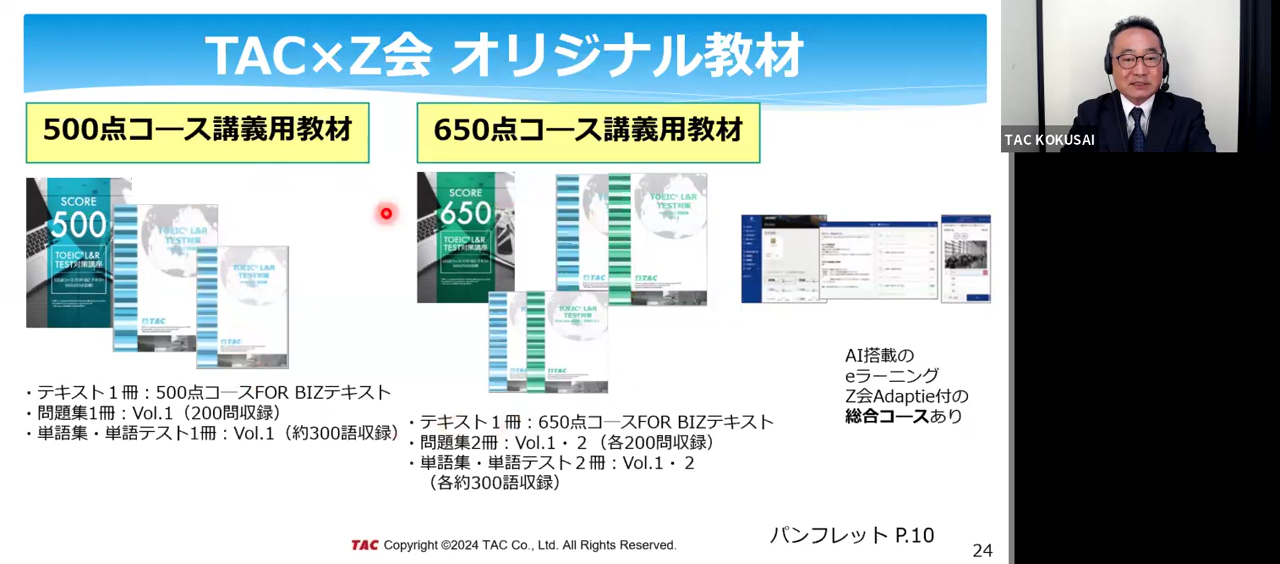 TAC×Z会 オリジナル教材
500点コース講義用教材
650点コース講義用教材
TAC KOKUSAI
SCORE
500
TOEIC® L&R
TEST対策講座
TOEIC® L&R
TEST対策
TAC
TOEIC® L&R
TEST対策
TAC
SCORE
650
TOEIC® L&R
TEST対策講座
TOEIC® L&R
TEST対策
TAC
TAC
TOEIC® L&R
TEST対策
TAC
TAC
・テキスト1冊：500点コースFOR BIZテキスト
・問題集1冊：Vol.1（200問収録）
・単語集・単語テスト1冊：Vol.1（約300語収録）
・テキスト１冊：650点コースFOR BIZテキスト
・問題集2冊：Vol.1・２（各200問収録）
・単語集・単語テスト２冊：Vol.1・２
（各約300語収録）
AI搭載の
eラーニング
Z会Adaptie付の
総合コースあり
パンフレット P.10
TAC Copyright ©2024 TAC Co., Ltd. All Rights Reserved.
24